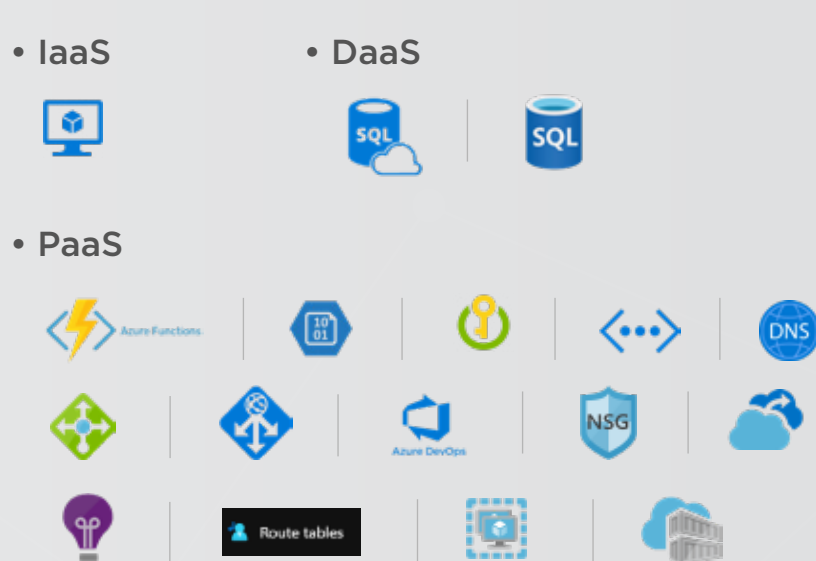 • IaaS
• DaaS
SQL
SQL
• PaaS
Azure Functions
10
01
DNS
Azure DevOps
NSG
Route tables